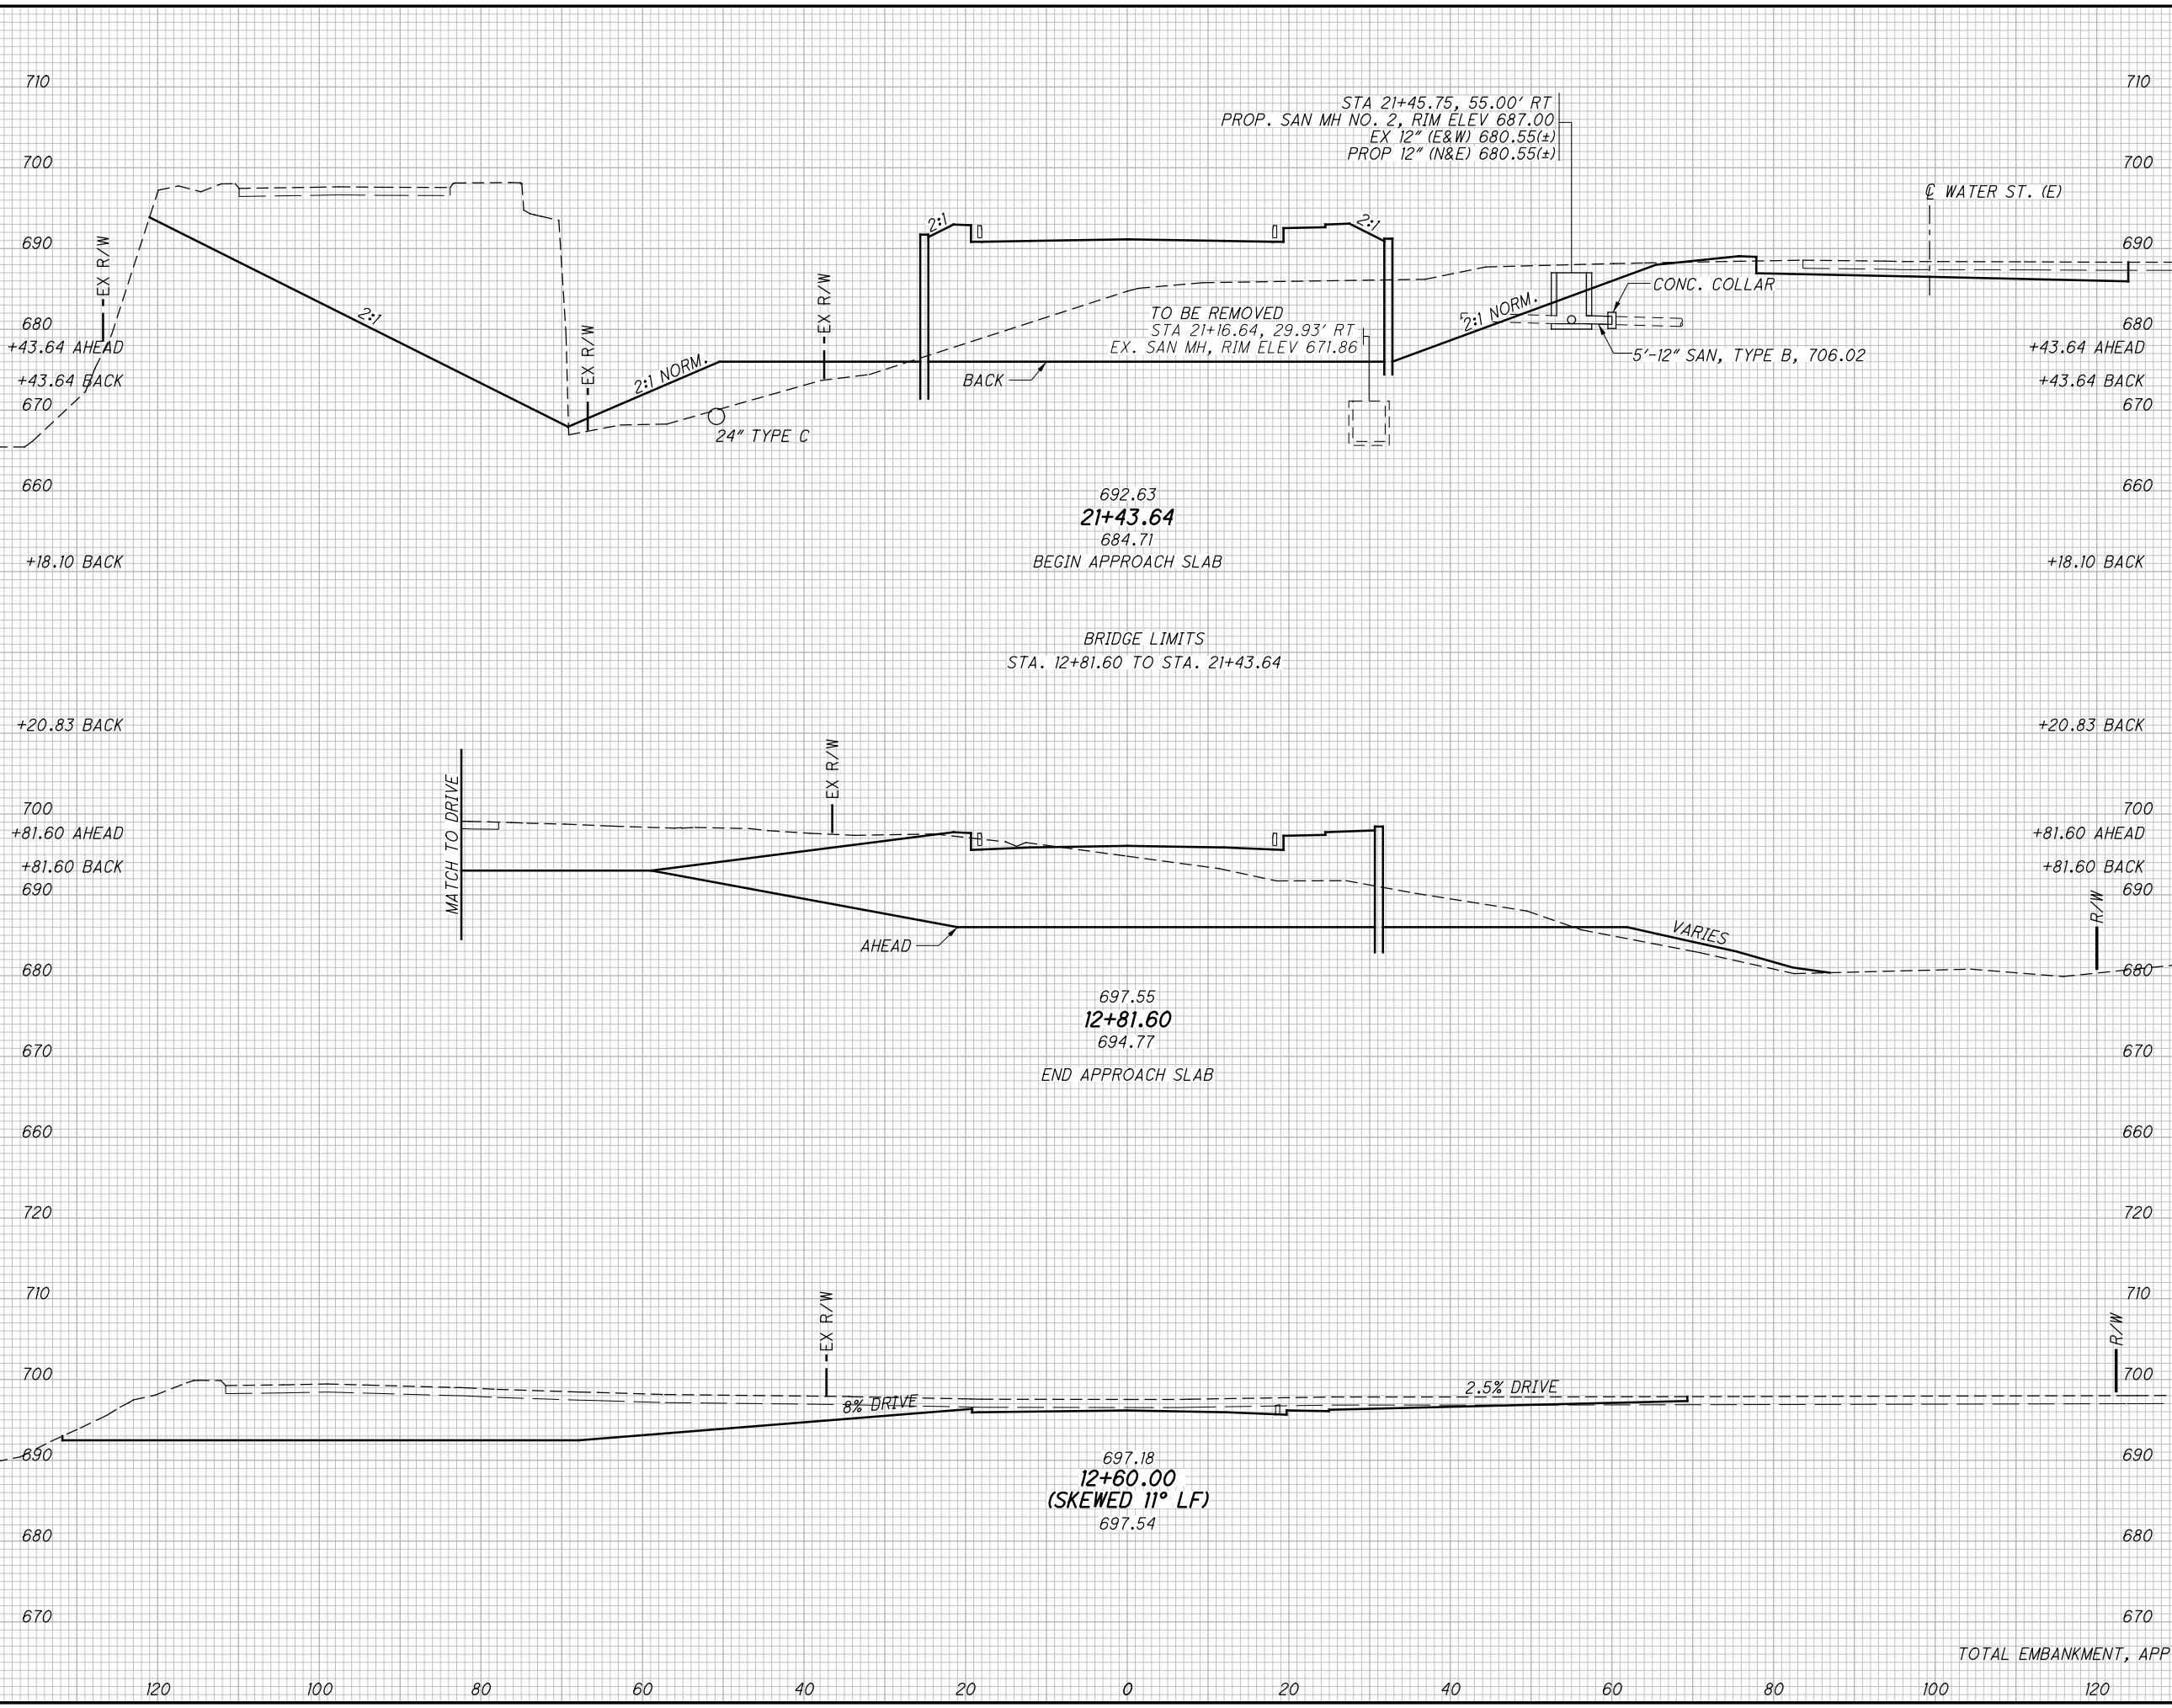 710
710
STA 21+45.75, 55.00' RT
PROP. SAN MH NO. 2, RIM ELEV 687.00
EX 12" (E&W) 680.55(±)
PROP 12" (N&E) 680.55(±)
700
700
℄ WATER ST. (E)
2:1
2:1
690
690
EX R/W
EX R/W
CONC. COLLAR
2:1
2:1 NORM.
TO BE REMOVED
STA 21+16.64, 29.93' RT
EX. SAN MH, RIM ELEV 671.86
680
680
EX R/W
+43.64 AHEAD
+43.64 AHEAD
5'-12" SAN, TYPE B, 706.02
2:1 NORM.
BACK
+43.64 BACK
+43.64 BACK
670
670
24" TYPE C
660
660
692.63
21+43.64
684.71
BEGIN APPROACH SLAB
+18.10 BACK
+18.10 BACK
BRIDGE LIMITS
STA. 12+81.60 TO STA. 21+43.64
+20.83 BACK
+20.83 BACK
EX R/W
MATCH TO DRIVE
700
700
+81.60 AHEAD
+81.60 AHEAD
+81.60 BACK
+81.60 BACK
690
690
R/W
AHEAD
VARIES
680
680
697.55
12+81.60
694.77
END APPROACH SLAB
670
670
660
660
720
720
710
710
EX R/W
R/W
700
700
8% DRIVE
2.5% DRIVE
690
690
697.18
12+60.00
(SKEWED 11° LF)
697.54
680
680
670
670
TOTAL EMBANKMENT, APP
120 100 80 60 40 20 0 20 40 60 80 100 120